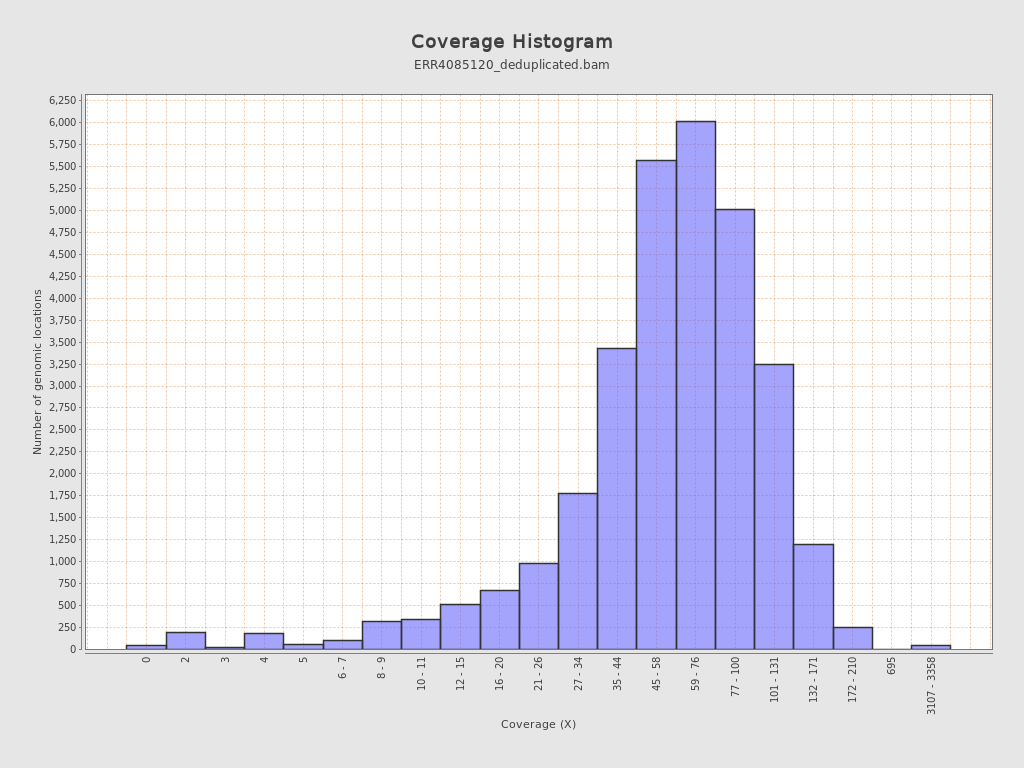 Coverage Histogram
ERR4085120_deduplicated.bam
Number of genomic locations
6,250
6,000
5,750
5,500
5,250
5,000
4,750
4,500
4,250
4,000
3,750
3,500
3,250
3,000
2,750
2,500
2,250
2,000
1,750
1,500
1,250
1,000
750
500
250
0
0
2
3
4
5
6 - 7
8 - 9
10 - 11
12 - 15
16 - 20
21 - 26
27 - 34
35 - 44
45 - 58
59 - 76
77 - 100
101 - 131
132 - 171
172 - 210
695
3107 - 3358
Coverage (X)